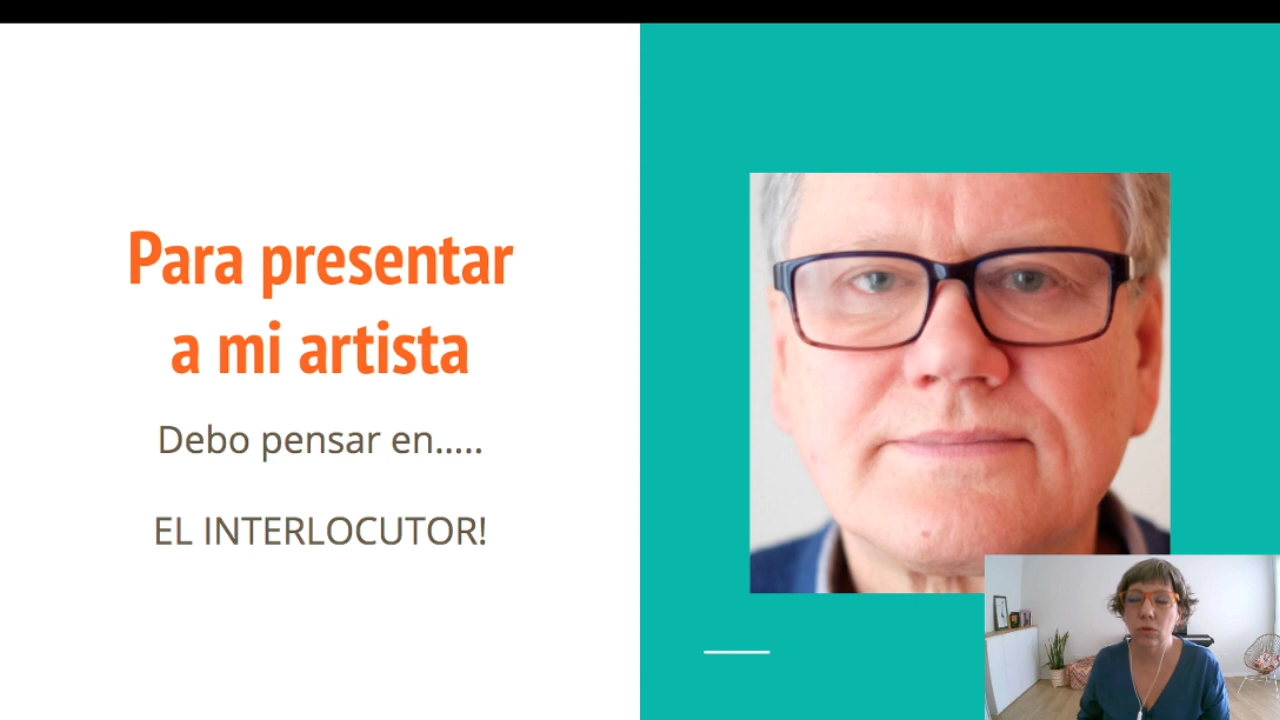 Para presentar
a mi artista
Debo pensar en.....
EL INTERLOCUTOR!